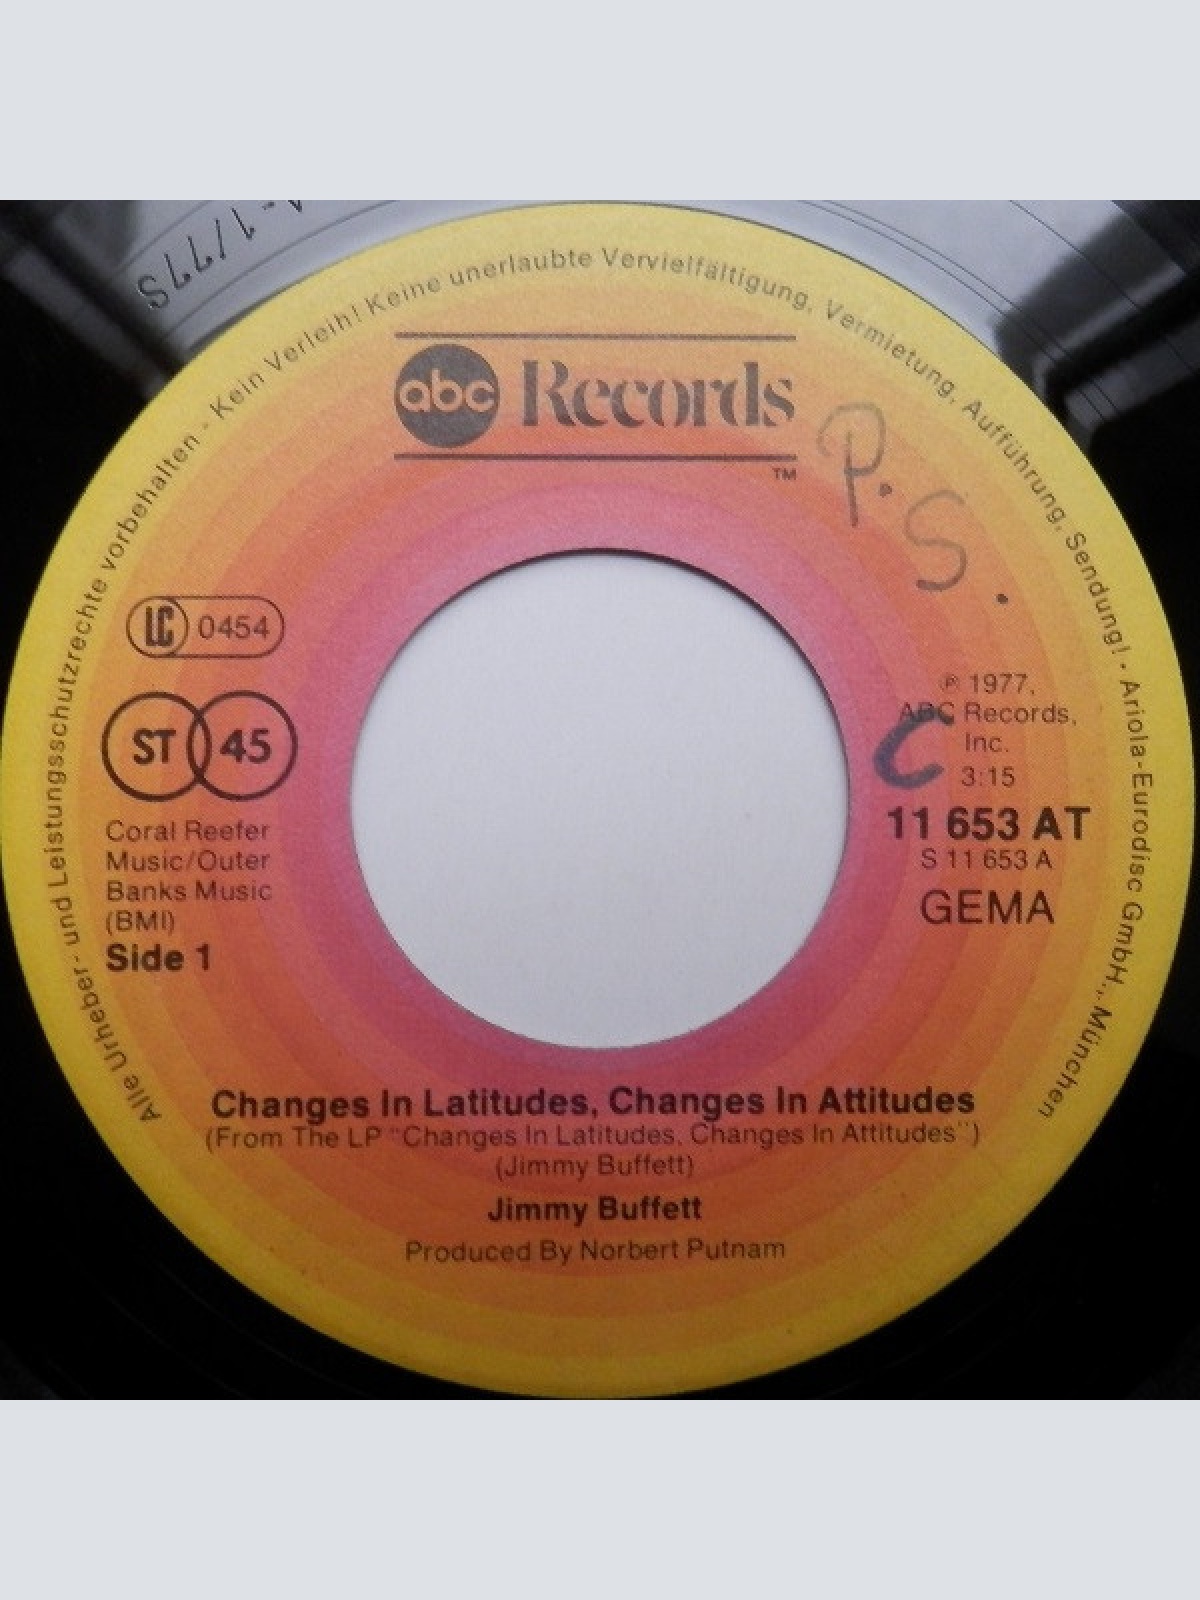 A-1/77S
Alle Urheber- und Leistungsschutzrechte vorbehalten - Kein Verleih! Keine unerlaubte Vervielfältigung, Vermietung, Aufführung, Sendung! · Ariola-Eurodisc GmbH., München
abc Records
TM
P. S.
LC 0454
ST 45
℗ 1977,
ABC Records,
Inc.
C
3:15
11 653 AT
S 11 653 A
GEMA
Coral Reefer
Music/Outer
Banks Music
(BMI)
Side 1
Changes In Latitudes, Changes In Attitudes
(From The LP "Changes In Latitudes, Changes In Attitudes")
(Jimmy Buffett)
Jimmy Buffett
Produced By Norbert Putnam